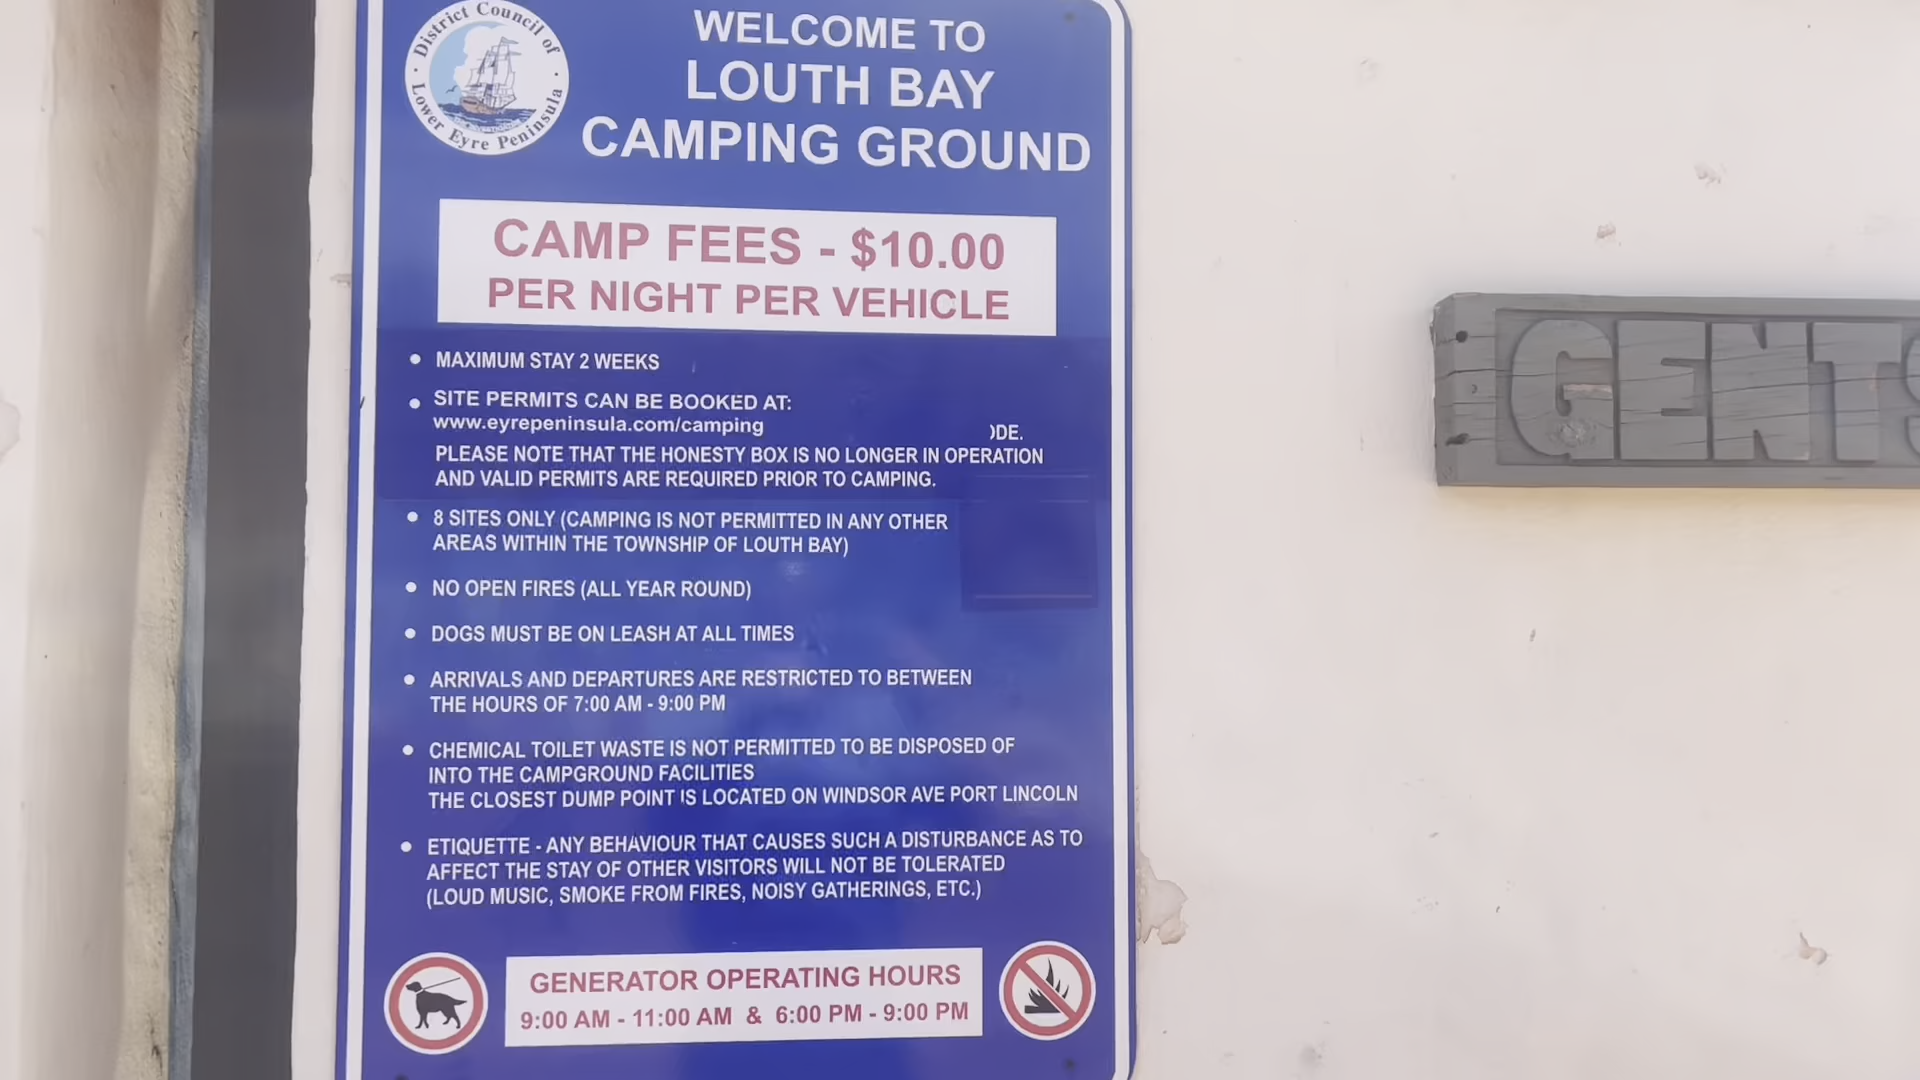 District Council of
Lower Eyre Peninsula
WELCOME TO
LOUTH BAY
CAMPING GROUND
CAMP FEES - $10.00
PER NIGHT PER VEHICLE
• MAXIMUM STAY 2 WEEKS
• SITE PERMITS CAN BE BOOKED AT:
www.eyrepeninsula.com/camping
DE.
PLEASE NOTE THAT THE HONESTY BOX IS NO LONGER IN OPERATION
AND VALID PERMITS ARE REQUIRED PRIOR TO CAMPING.
• 8 SITES ONLY (CAMPING IS NOT PERMITTED IN ANY OTHER
AREAS WITHIN THE TOWNSHIP OF LOUTH BAY)
• NO OPEN FIRES (ALL YEAR ROUND)
• DOGS MUST BE ON LEASH AT ALL TIMES
• ARRIVALS AND DEPARTURES ARE RESTRICTED TO BETWEEN
THE HOURS OF 7:00 AM - 9:00 PM
• CHEMICAL TOILET WASTE IS NOT PERMITTED TO BE DISPOSED OF
INTO THE CAMPGROUND FACILITIES
THE CLOSEST DUMP POINT IS LOCATED ON WINDSOR AVE PORT LINCOLN
• ETIQUETTE - ANY BEHAVIOUR THAT CAUSES SUCH A DISTURBANCE AS TO
AFFECT THE STAY OF OTHER VISITORS WILL NOT BE TOLERATED
(LOUD MUSIC, SMOKE FROM FIRES, NOISY GATHERINGS, ETC.)
GENERATOR OPERATING HOURS
9:00 AM - 11:00 AM & 6:00 PM - 9:00 PM
GENTS